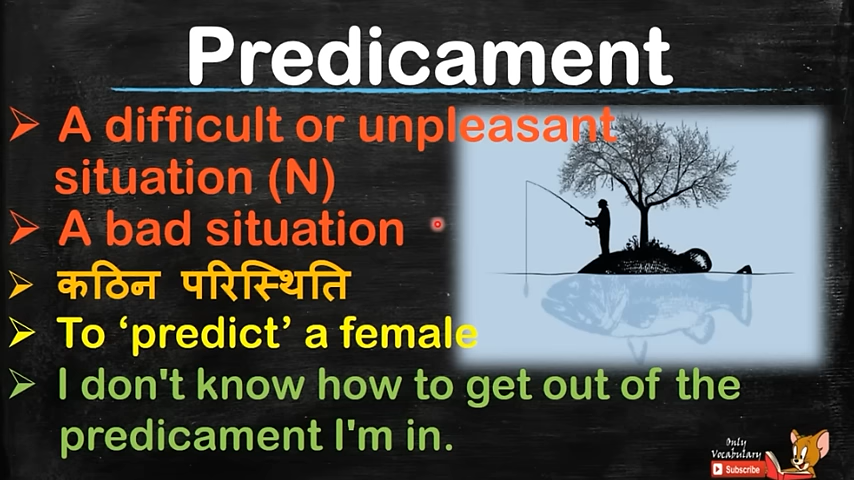 Predicament
A difficult or unpleasant
situation (N)
A bad situation
कठिन परिस्थिति
To ‘predict’ a female
I don't know how to get out of the
predicament I'm in.
Only
Vocabulary
Subscribe